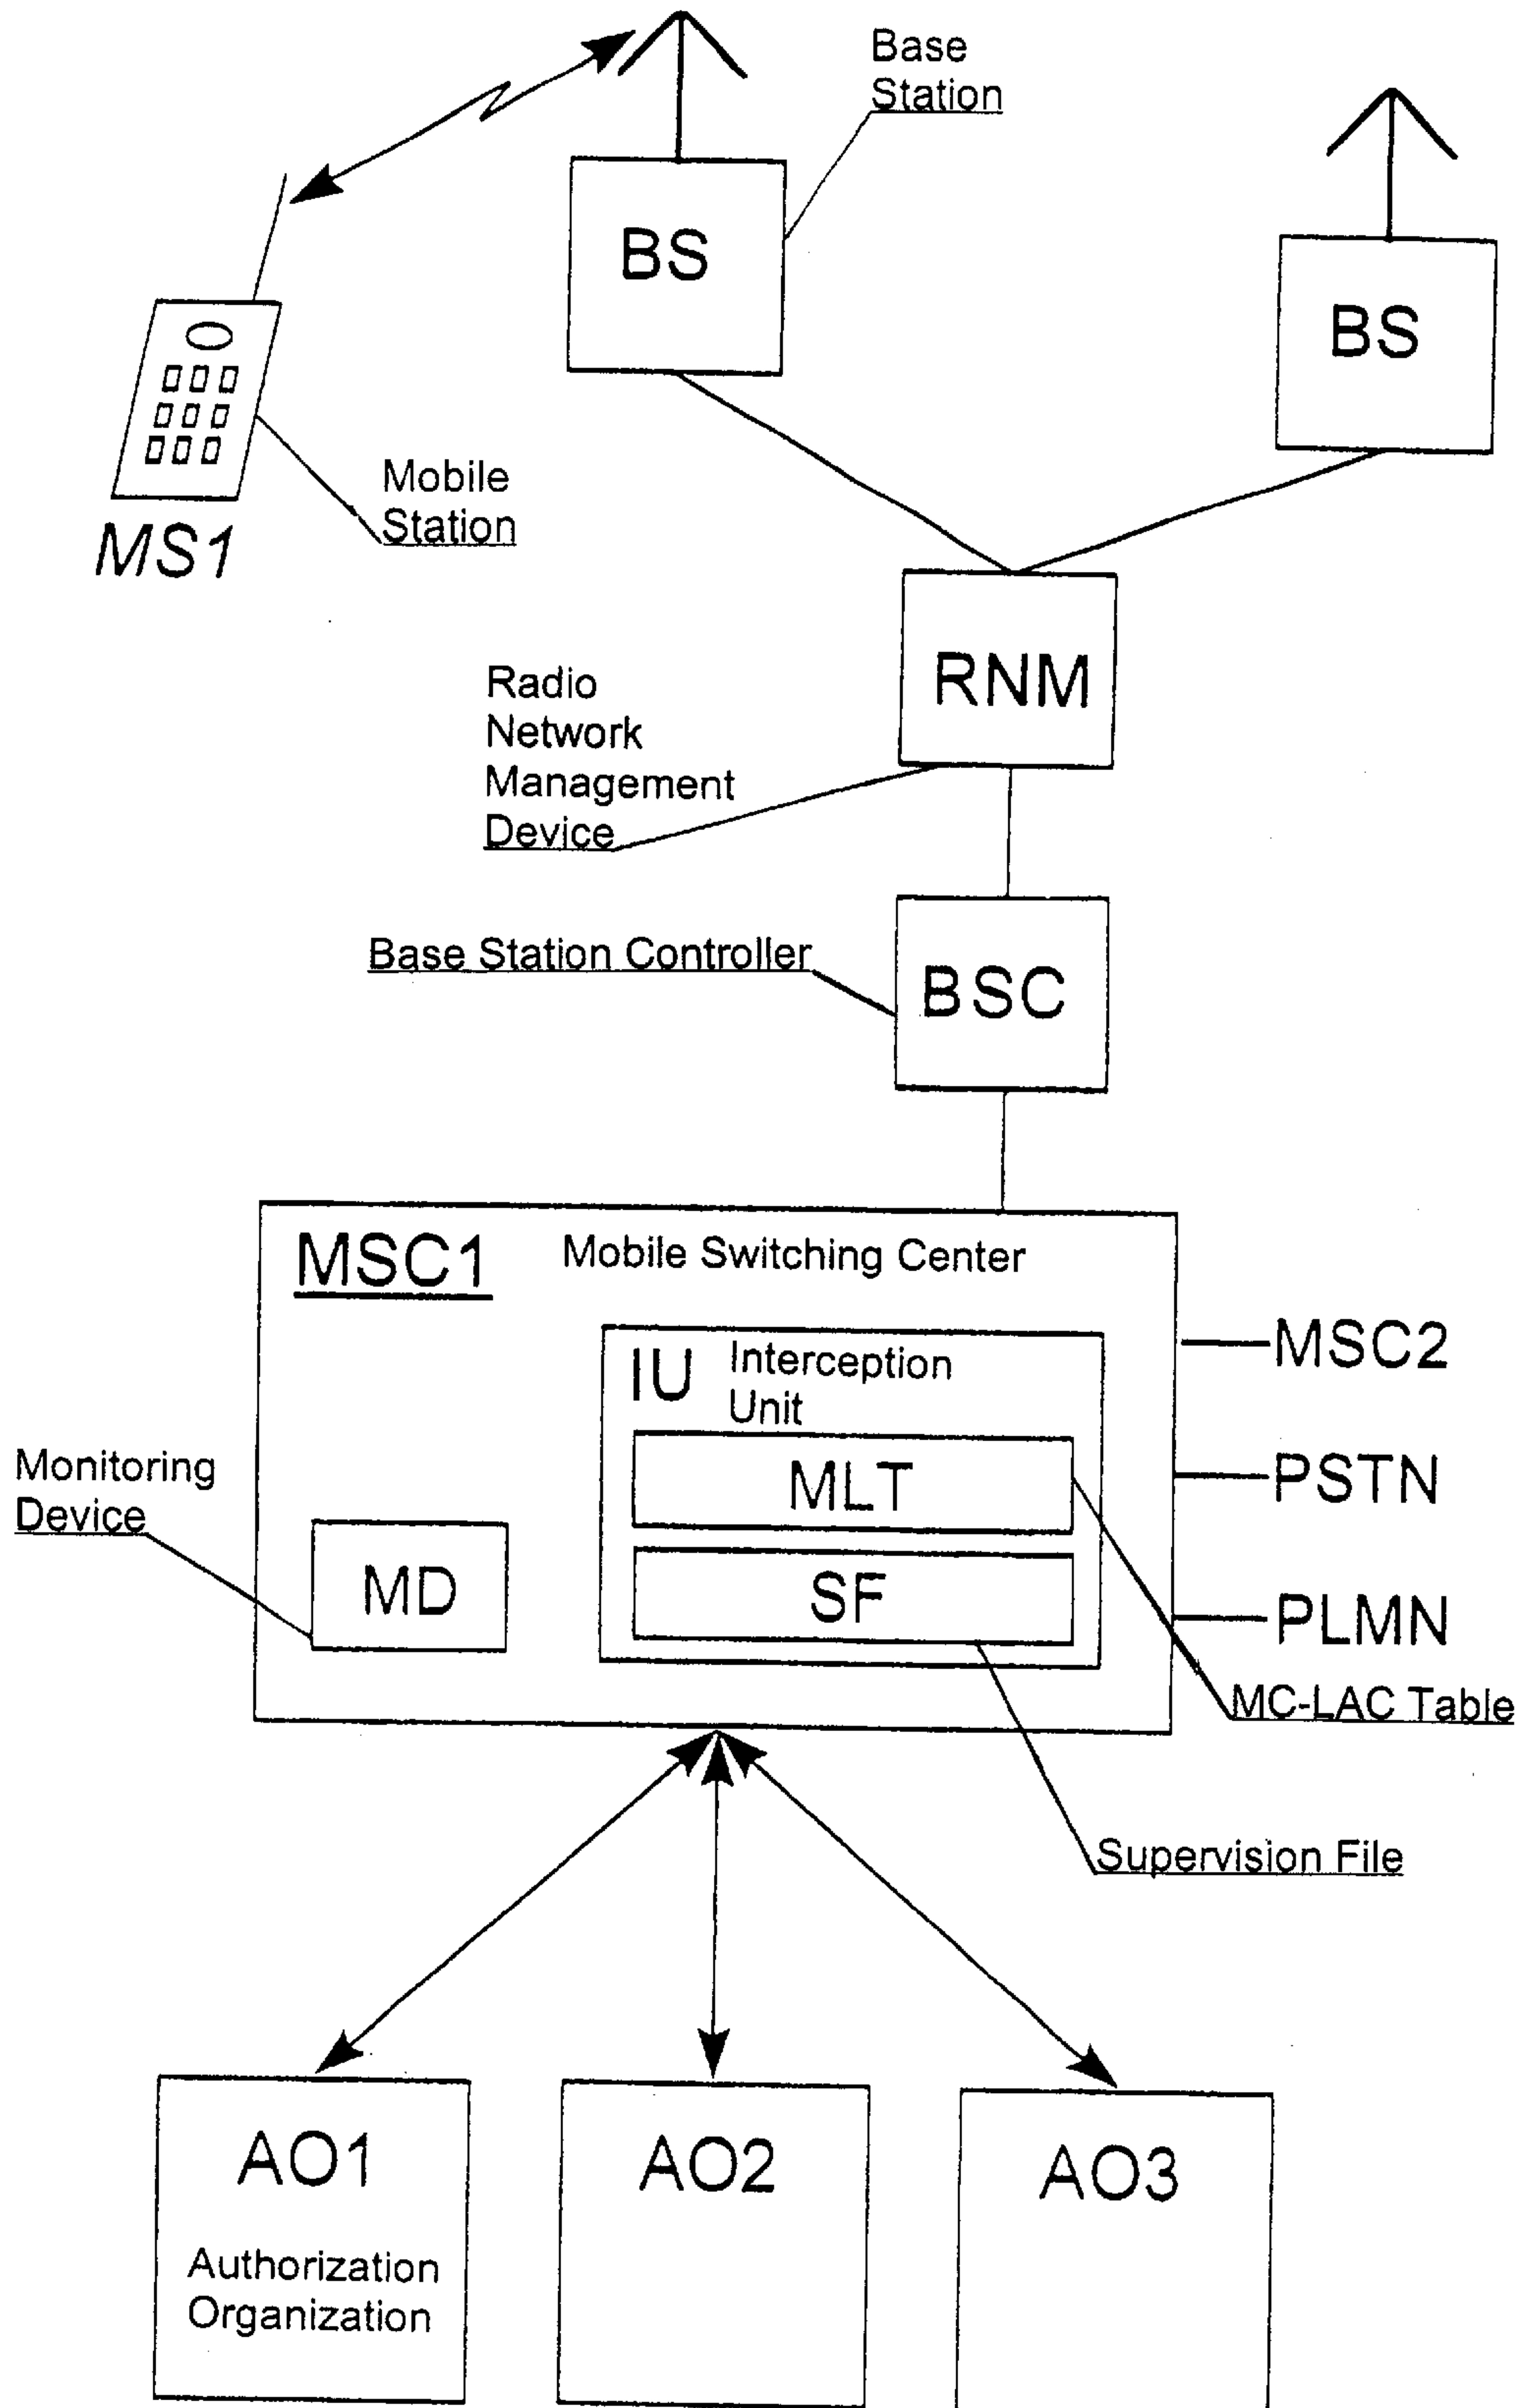 Base
Station
BS
BS
Mobile
Station
MS1
RNM
Radio
Network
Management
Device
Base Station Controller
BSC
MSC1
Mobile Switching Center
IU
Interception
Unit
MLT
SF
MSC2
PSTN
PLMN
Monitoring
Device
MD
MC-LAC Table
Supervision File
AO1
Authorization
Organization
AO2
AO3